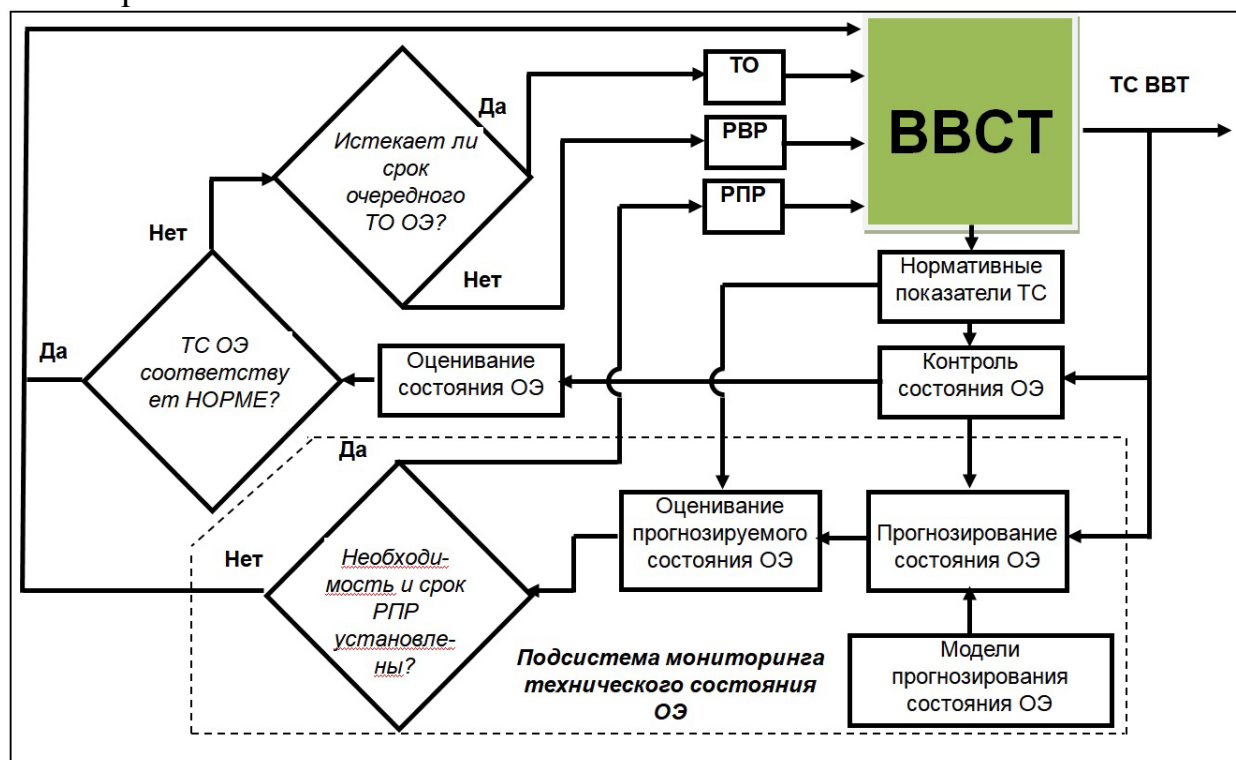 ТО
РВР
РПР
ВВСТ
ТС ВВТ
Да
Истекает ли
срок
очередного
ТО ОЭ?
Нет
Нет
Нормативные
показатели ТС
Да
ТС ОЭ
соответству
ет НОРМЕ?
Оценивание
состояния ОЭ
Контроль
состояния ОЭ
Да
Нет
Необходи-
мость и срок
РПР
установле-
ны?
Оценивание
прогнозируемого
состояния ОЭ
Прогнозирование
состояния ОЭ
Подсистема мониторинга
технического состояния
ОЭ
Модели
прогнозирования
состояния ОЭ